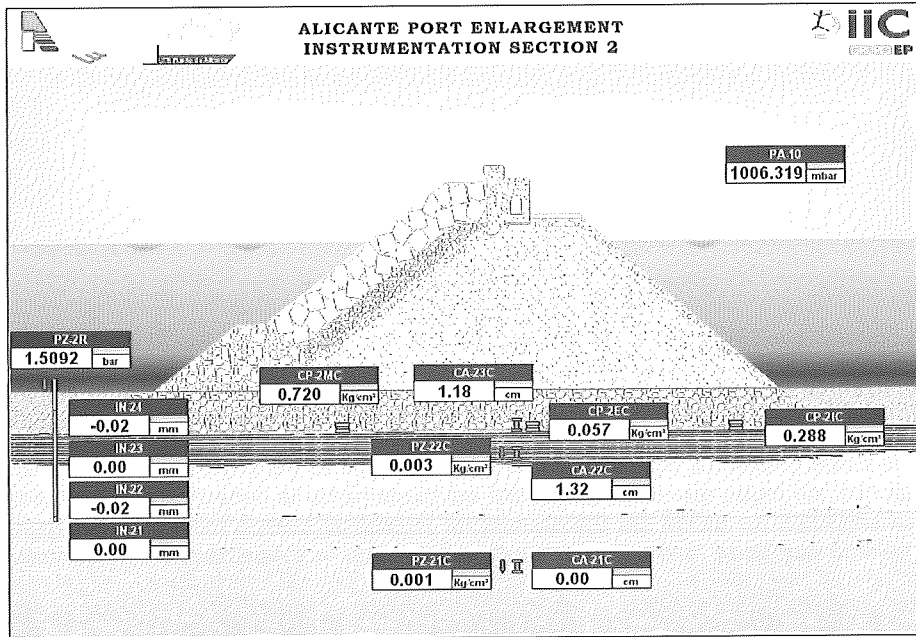 ALICANTE PORT ENLARGEMENT
INSTRUMENTATION SECTION 2
iiC
EP
PA-10
1006.319 mbar
PZ-2R
1.5092 bar
CP-2MC
0.720 Kg/cm²
CA-23C
1.18 cm
IN-24
-0.02 mm
CP-2EC
0.057 Kg/cm²
CP-2IC
0.288 Kg/cm²
IN-23
0.00 mm
PZ-22C
0.003 Kg/cm²
CA-22C
1.32 cm
IN-22
-0.02 mm
IN-21
0.00 mm
PZ-21C
0.001 Kg/cm²
CA-21C
0.00 cm